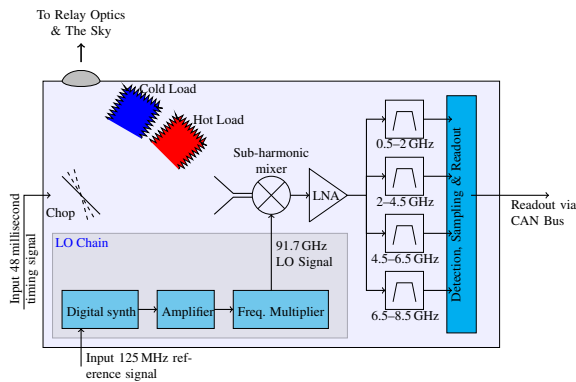 To Relay Optics
& The Sky
Cold Load
Hot Load
Sub-harmonic
mixer
LNA
0.5–2 GHz
2–4.5 GHz
4.5–6.5 GHz
6.5–8.5 GHz
Detection, Sampling & Readout
Readout via
CAN Bus
Chop
Input 48 millisecond
timing signal
LO Chain
91.7 GHz
LO Signal
Digital synth
Amplifier
Freq. Multiplier
Input 125 MHz ref-
erence signal